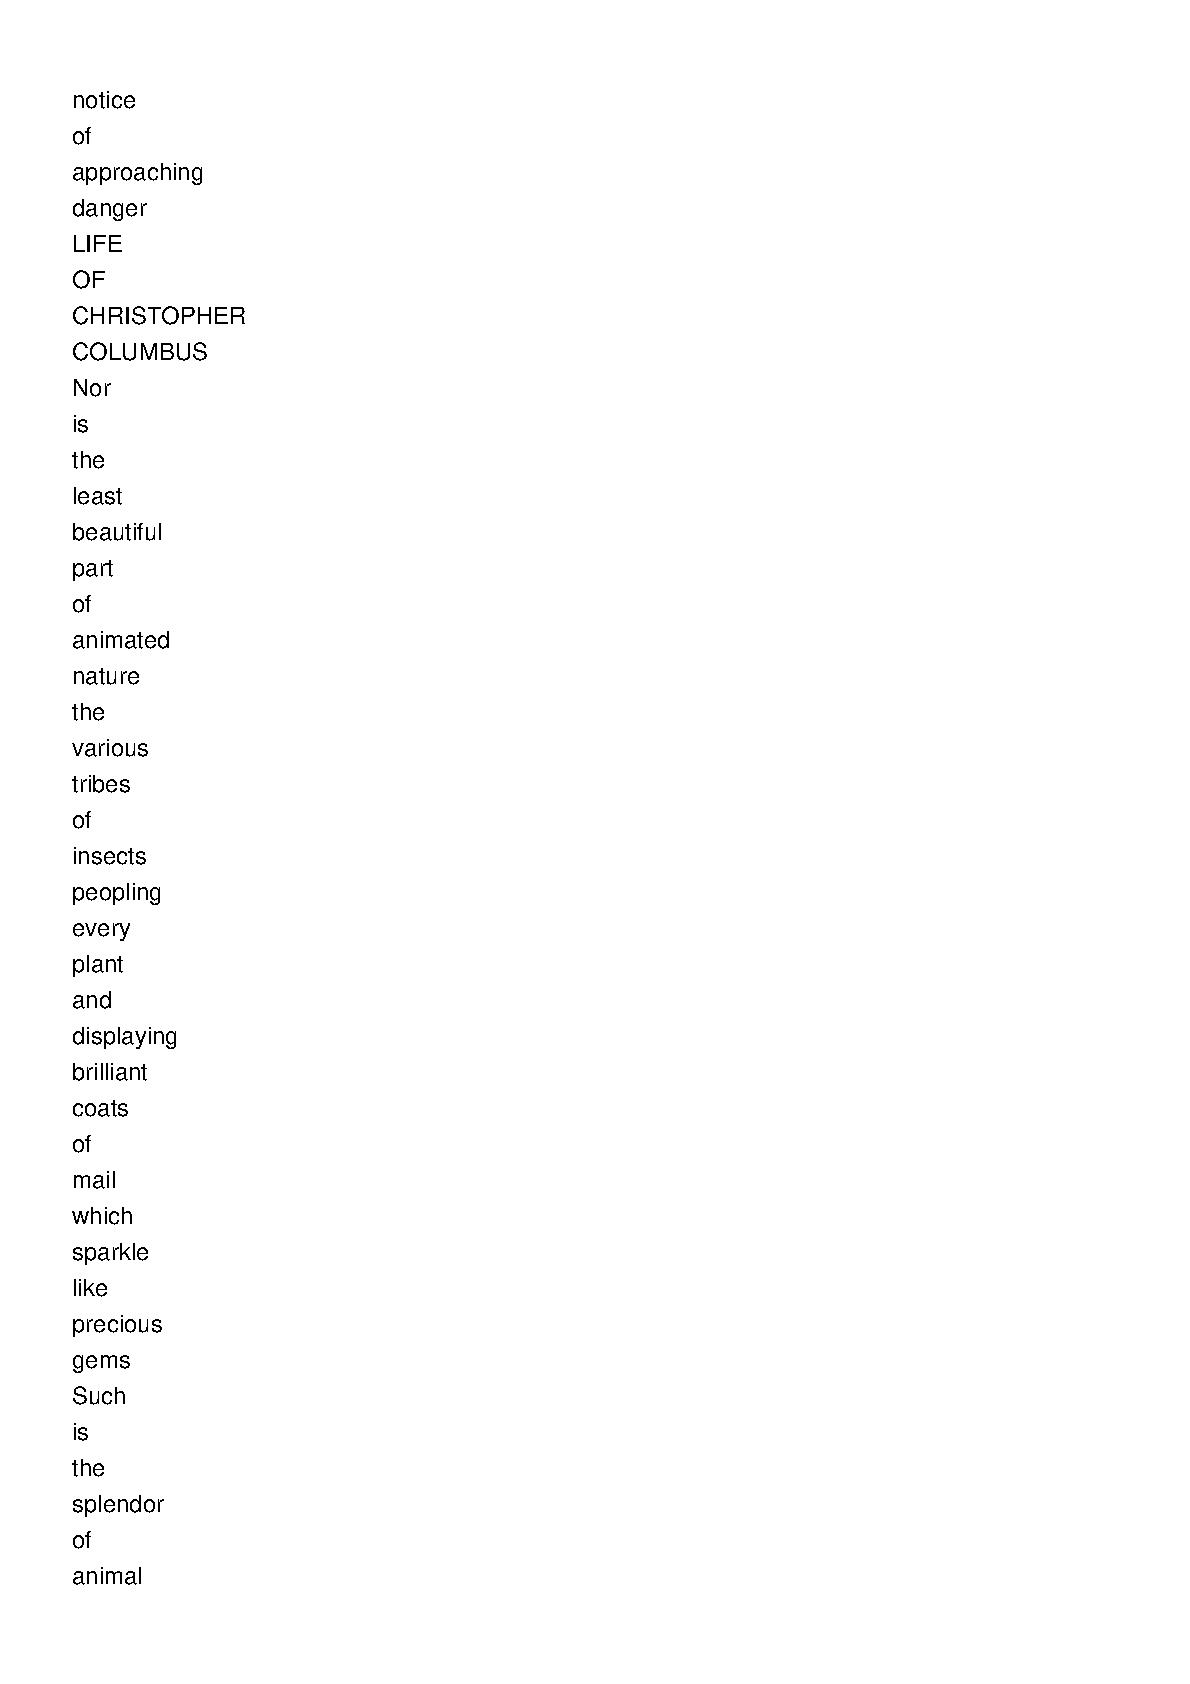 notice
of
approaching
danger
LIFE
OF
CHRISTOPHER
COLUMBUS
Nor
is
the
least
beautiful
part
of
animated
nature
the
various
tribes
of
insects
peopling
every
plant
and
displaying
brilliant
coats
of
mail
which
sparkle
like
precious
gems
Such
is
the
splendor
of
animal